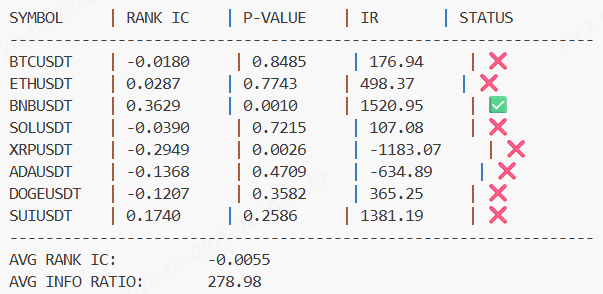 SYMBOL | RANK IC | P-VALUE | IR | STATUS
----------------------------------------------------------------
BTCUSDT | -0.0180 | 0.8485 | 176.94 | ❌
ETHUSDT | 0.0287 | 0.7743 | 498.37 | ❌
BNBUSDT | 0.3629 | 0.0010 | 1520.95 | ✅
SOLUSDT | -0.0390 | 0.7215 | 107.08 | ❌
XRPUSDT | -0.2949 | 0.0026 | -1183.07 | ❌
ADAUSDT | -0.1368 | 0.4709 | -634.89 | ❌
DOGEUSDT | -0.1207 | 0.3582 | 365.25 | ❌
SUIUSDT | 0.1740 | 0.2586 | 1381.19 | ❌
----------------------------------------------------------------
AVG RANK IC: -0.0055
AVG INFO RATIO: 278.98